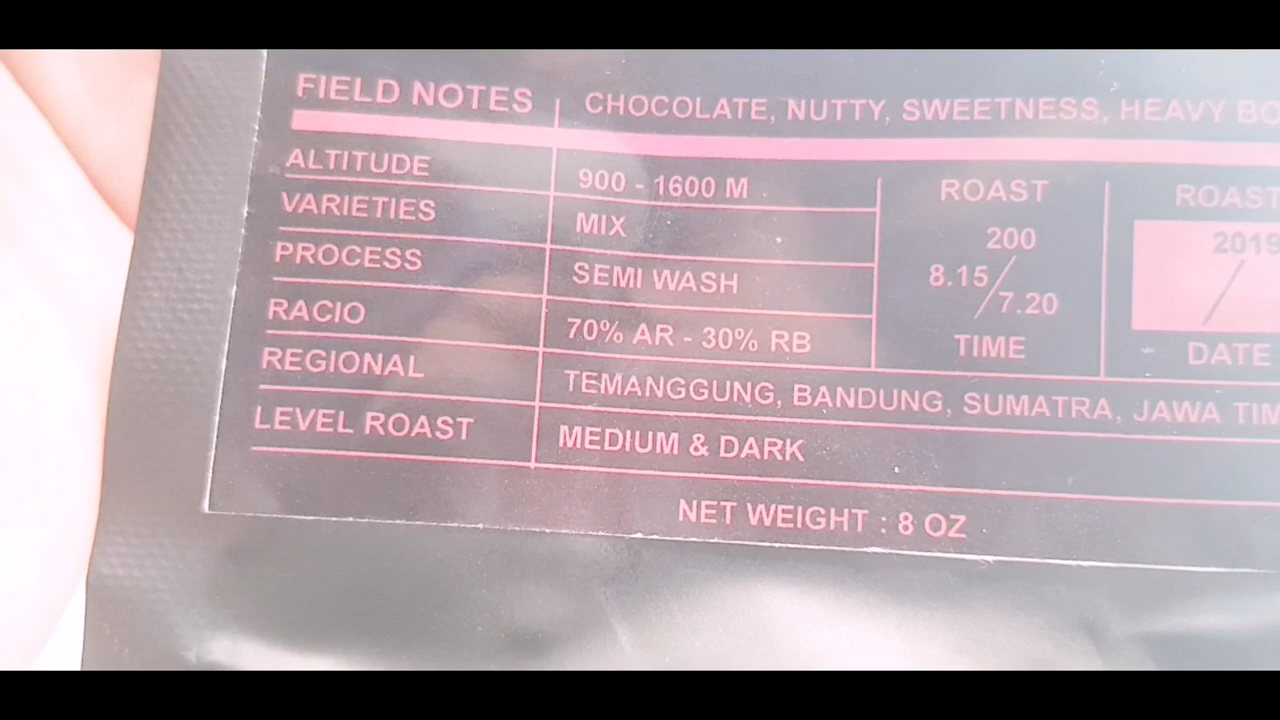 FIELD NOTES CHOCOLATE, NUTTY, SWEETNESS, HEAVY
ALTITUDE 900 - 1600 M
VARIETIES MIX
PROCESS SEMI WASH
RACIO 70% AR - 30% RB
REGIONAL TEMANGGUNG, BANDUNG, SUMATRA, JAWA
LEVEL ROAST MEDIUM & DARK
ROAST
200
8.15/7.20
TIME
ROAST
2019
/
DATE
NET WEIGHT : 8 OZ